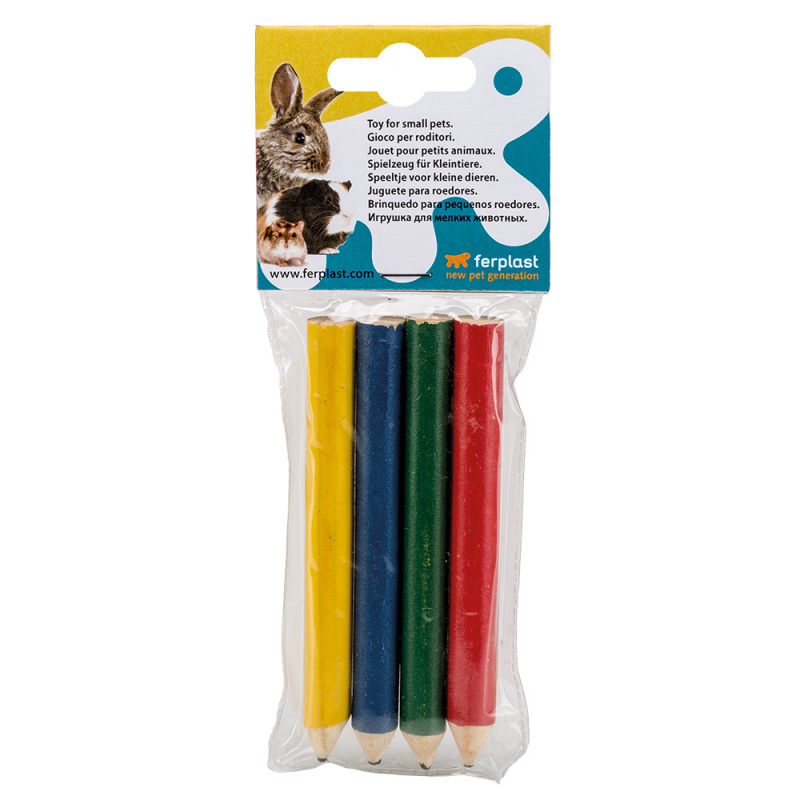 Toy for small pets.
Gioco per roditori.
Jouet pour petits animaux.
Spielzeug für Kleintiere.
Speeltje voor kleine dieren.
Juguete para roedores.
Brinquedo para pequenos roedores.
Игрушка для мелких животных.
www.ferplast.com
ferplast
new pet generation